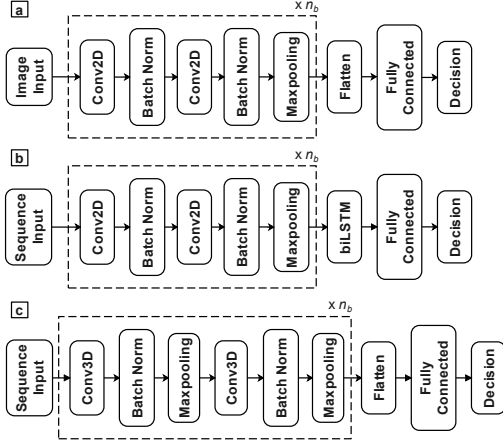 a
x n_b
Image
Input
Conv2D
Batch Norm
Conv2D
Batch Norm
Maxpooling
Flatten
Fully
Connected
Decision
b
x n_b
Sequence
Input
Conv2D
Batch Norm
Conv2D
Batch Norm
Maxpooling
biLSTM
Fully
Connected
Decision
c
x n_b
Sequence
Input
Conv3D
Batch Norm
Maxpooling
Conv3D
Batch Norm
Maxpooling
Flatten
Fully
Connected
Decision